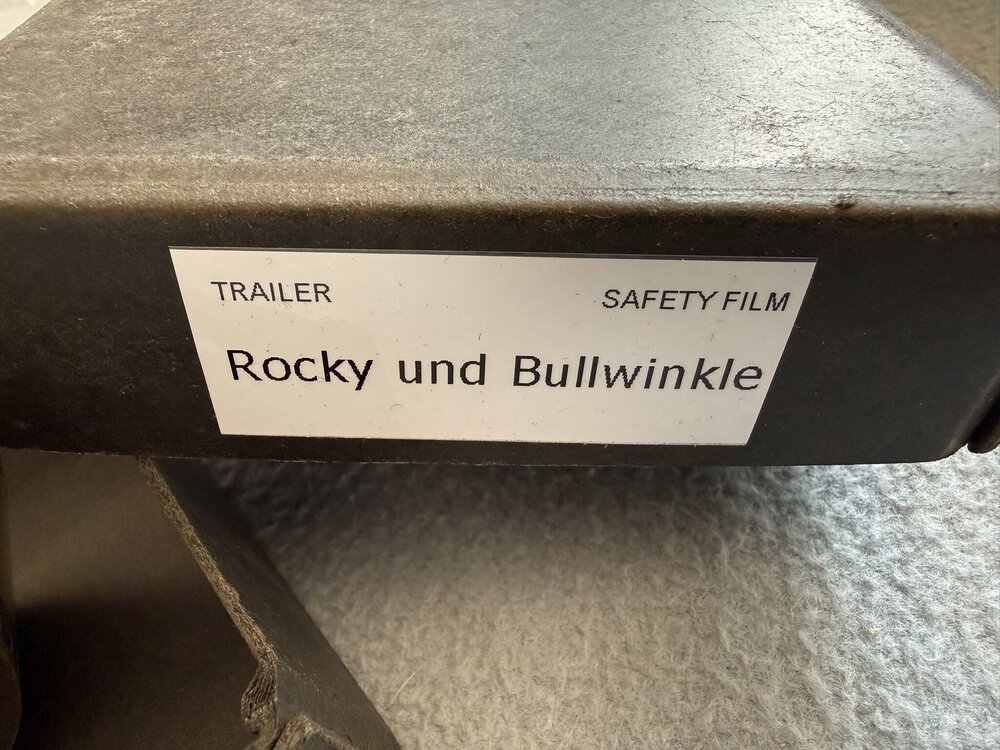 TRAILER SAFETY FILM
Rocky und Bullwinkle